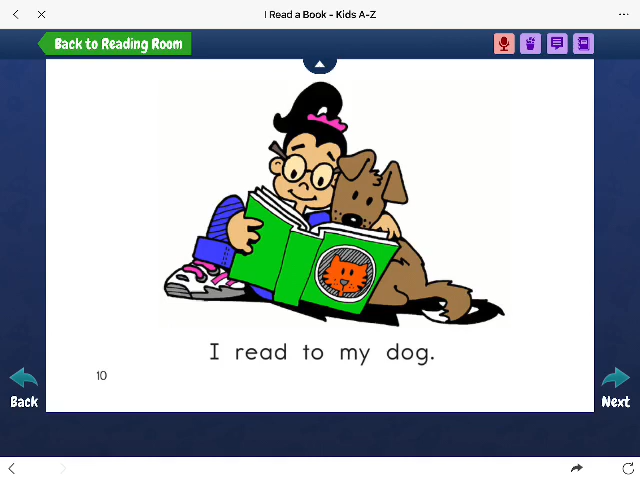 I Read a Book - Kids A-Z
Back to Reading Room
I read to my dog.
10
Back
Next